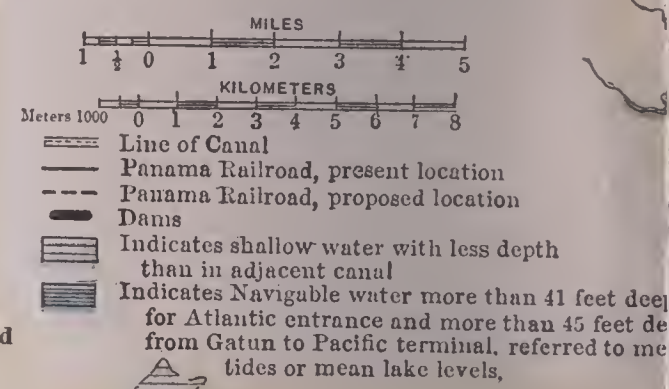 MILES
1 ½ 0 1 2 3 4 5
KILOMETERS
Meters 1000 0 1 2 3 4 5 6 7 8
Line of Canal
Panama Railroad, present location
Panama Railroad, proposed location
Dams
Indicates shallow water with less depth
than in adjacent canal
Indicates Navigable water more than 41 feet deep
for Atlantic entrance and more than 45 feet de
d from Gatun to Pacific terminal, referred to me
tides or mean lake levels,